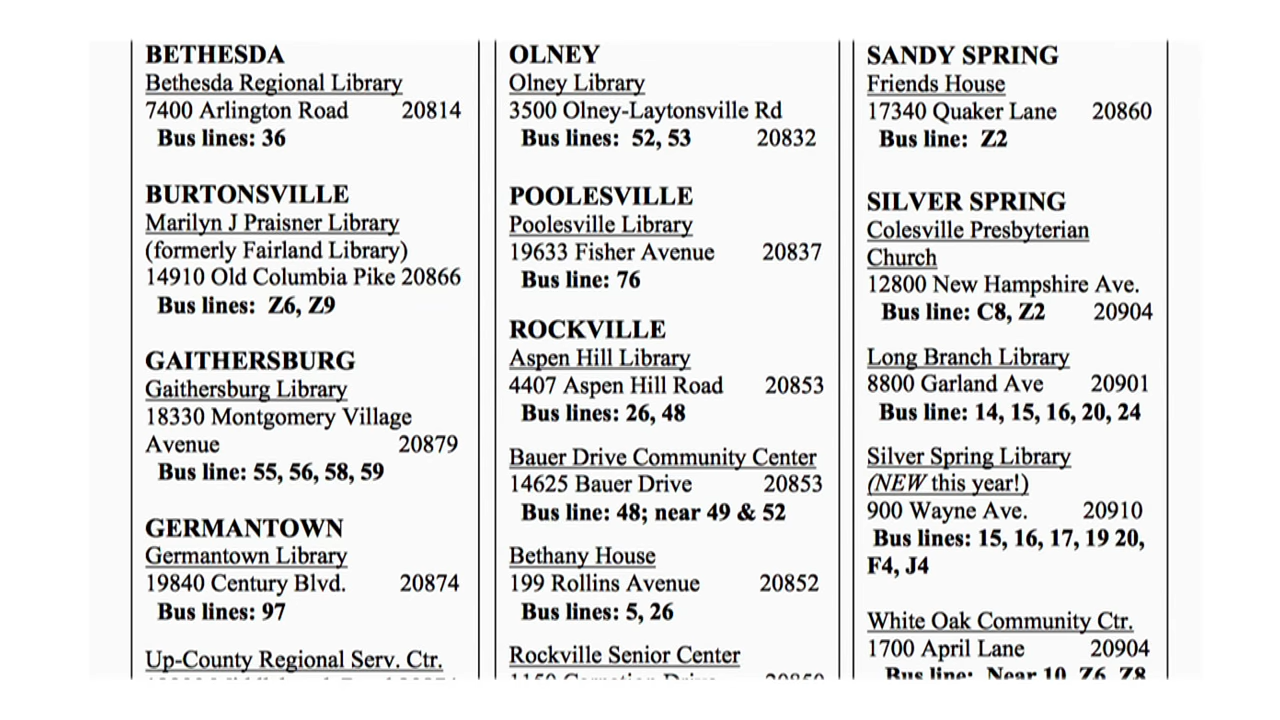 BETHESDA
Bethesda Regional Library
7400 Arlington Road 20814
Bus lines: 36
BURTONSVILLE
Marilyn J Praisner Library
(formerly Fairland Library)
14910 Old Columbia Pike 20866
Bus lines: Z6, Z9
GAITHERSBURG
Gaithersburg Library
18330 Montgomery Village
Avenue 20879
Bus line: 55, 56, 58, 59
GERMANTOWN
Germantown Library
19840 Century Blvd. 20874
Bus lines: 97
Up-County Regional Serv. Ctr.
OLNEY
Olney Library
3500 Olney-Laytonsville Rd
Bus lines: 52, 53 20832
POOLESVILLE
Poolesville Library
19633 Fisher Avenue 20837
Bus line: 76
ROCKVILLE
Aspen Hill Library
4407 Aspen Hill Road 20853
Bus lines: 26, 48
Bauer Drive Community Center
14625 Bauer Drive 20853
Bus line: 48; near 49 & 52
Bethany House
199 Rollins Avenue 20852
Bus lines: 5, 26
Rockville Senior Center
SANDY SPRING
Friends House
17340 Quaker Lane 20860
Bus line: Z2
SILVER SPRING
Colesville Presbyterian
Church
12800 New Hampshire Ave.
Bus line: C8, Z2 20904
Long Branch Library
8800 Garland Ave 20901
Bus line: 14, 15, 16, 20, 24
Silver Spring Library
(NEW this year!)
900 Wayne Ave. 20910
Bus lines: 15, 16, 17, 19 20,
F4, J4
White Oak Community Ctr.
1700 April Lane 20904
Bus line: Near 10, Z6, Z8